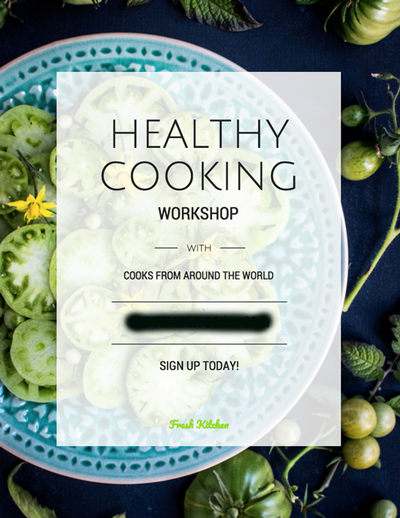 HEALTHY
COOKING
WORKSHOP
WITH
COOKS FROM AROUND THE WORLD
SIGN UP TODAY!
Fresh Kitchen